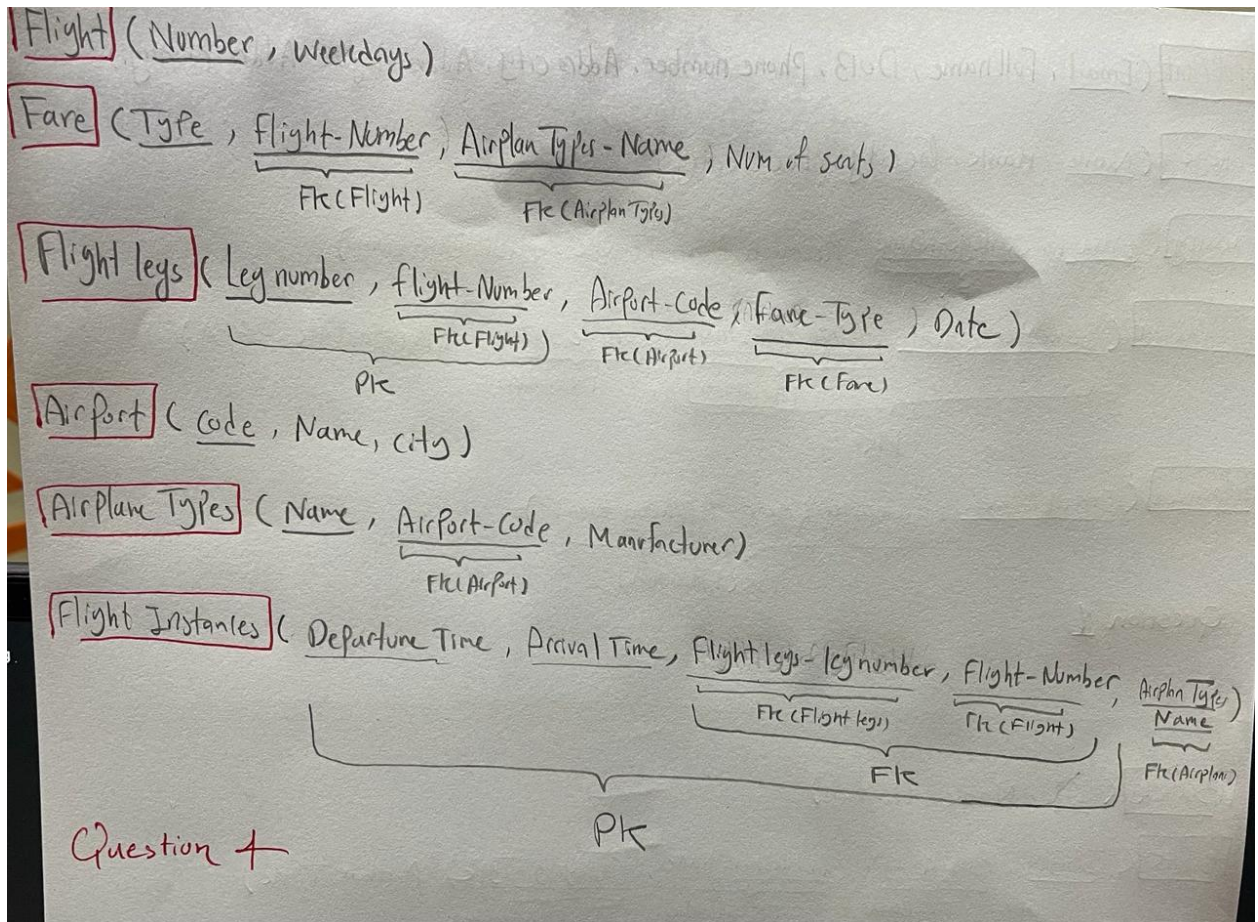 Flight ( Number , Weekdays )
Fare ( Type , Flight-Number , Airplan Types - Name , Num of seats )
Fk (Flight) Fk (Airplan Types)
Flight legs ( Leg number , flight-Number , Airport-Code , Fare-Type , Date )
Fk (Flight) Fk (Airport) Fk (Fare)
PK
Airport ( Code , Name , city )
Airplane Types ( Name , Airport-Code , Manufacturer )
Fk (Airport)
Flight Instances ( Departure Time , Arrival Time , Flight legs - leg number , Flight-Number , Airplan Types
Name )
Fk (Flight legs) Fk (Flight) Fk (Airplan)
FK
PK
Question 4